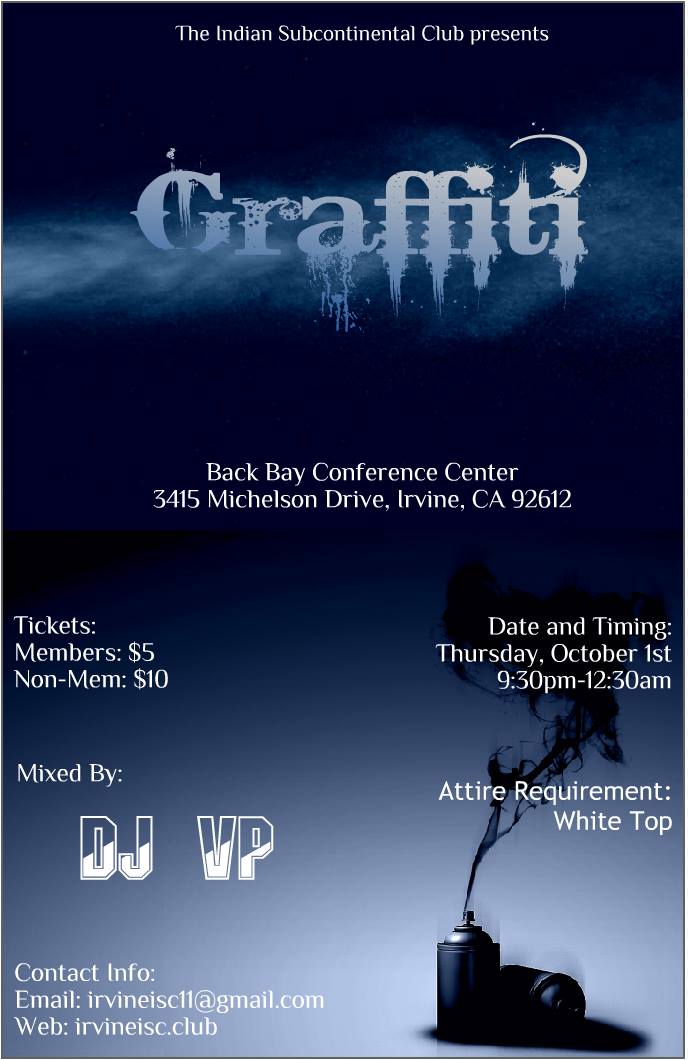 The Indian Subcontinental Club presents
Graffiti
Back Bay Conference Center
3415 Michelson Drive, Irvine, CA 92612
Tickets:
Members: $5
Non-Mem: $10
Date and Timing:
Thursday, October 1st
9:30pm-12:30am
Mixed By:
DJ VP
Attire Requirement:
White Top
Contact Info:
Email: irvineisc11@gmail.com
Web: irvineisc.club